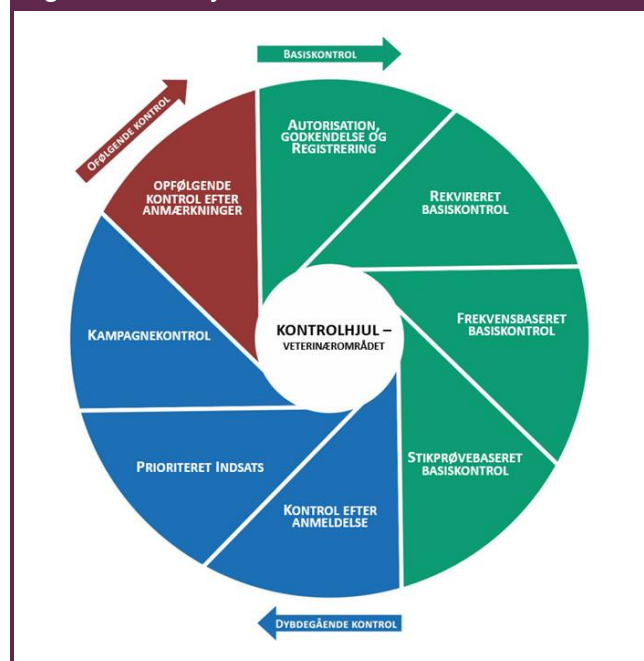 BASISKONTROL
OFØLGENDE KONTROL
AUTORISATION,
GODKENDELSE OG
REGISTRERING
REKVIRERET
BASISKONTROL
FREKVENSBASERET
BASISKONTROL
STIKPRØVEBASERET
BASISKONTROL
KONTROL EFTER
ANMELDELSE
PRIORITERET INDSATS
KAMPAGNEKONTROL
OPFØLGENDE
KONTROL EFTER
ANMÆRKNINGER
KONTROLHJUL –
VETERINÆROMRÅDET
DYBDEGÅENDE KONTROL